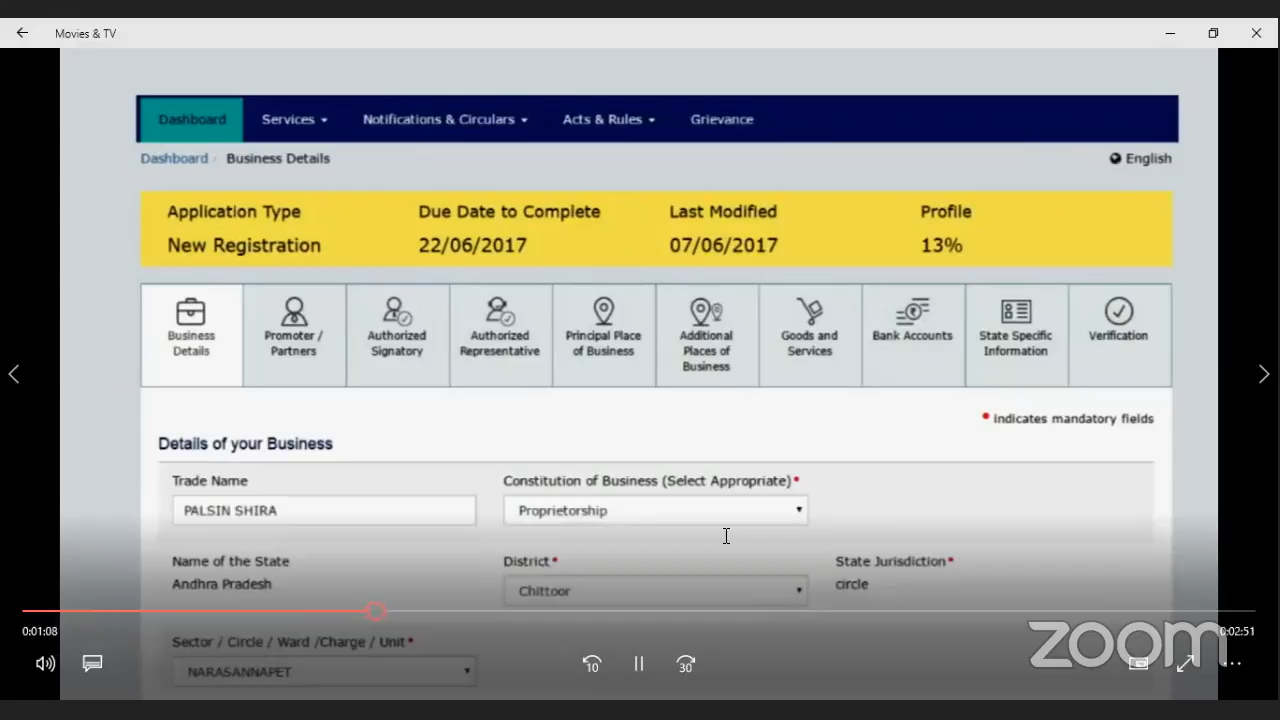 Movies & TV
Dashboard Services Notifications & Circulars Acts & Rules Grievance
Dashboard Business Details English
Application Type Due Date to Complete Last Modified Profile
New Registration 22/06/2017 07/06/2017 13%
Business Details
Promoter / Partners
Authorized Signatory
Authorized Representative
Principal Place of Business
Additional Places of Business
Goods and Services
Bank Accounts
State Specific Information
Verification
• indicates mandatory fields
Details of your Business
Trade Name Constitution of Business (Select Appropriate)•
PALSIN SHIRA Proprietorship
Name of the State District• State Jurisdiction•
Andhra Pradesh Chittoor circle
0:01:08 0:02:51
Sector / Circle / Ward /Charge / Unit•
NARASANNAPET
zoom
10 30